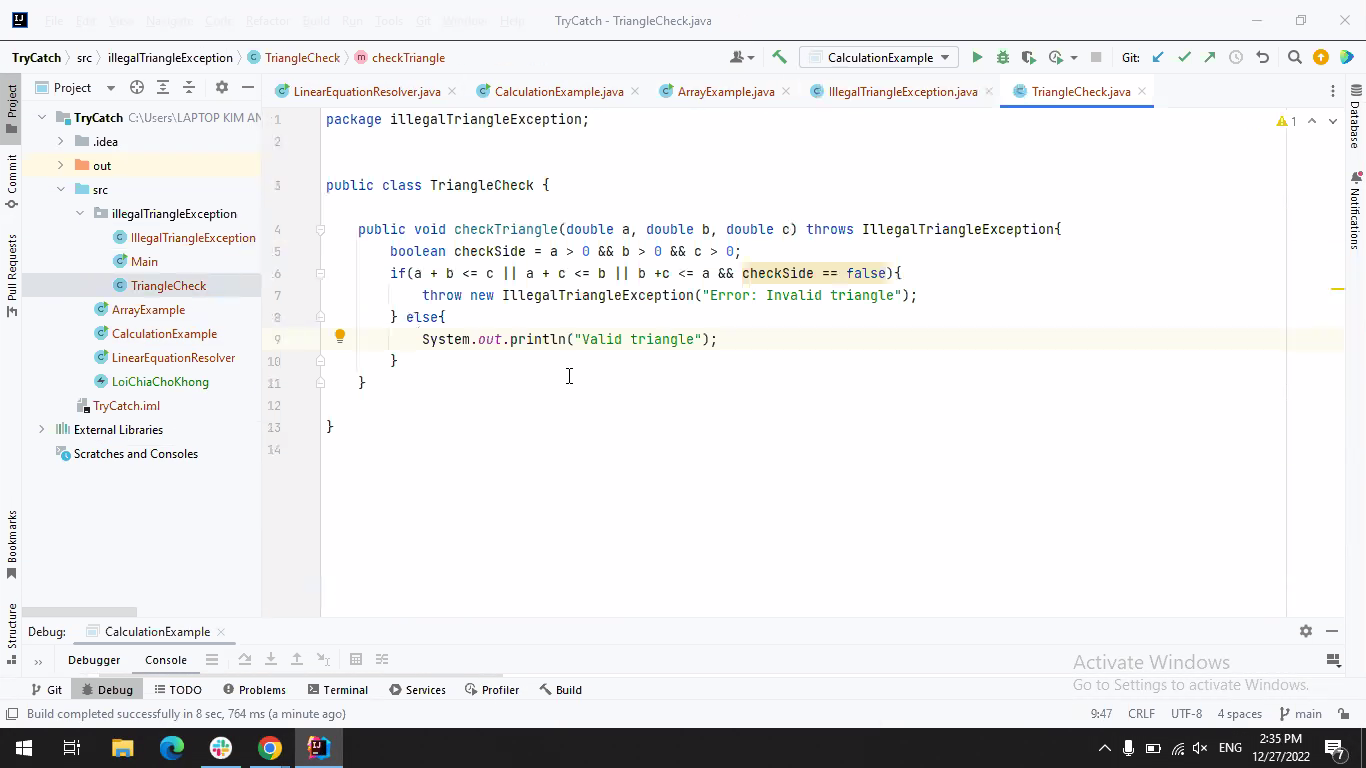 File Edit View Navigate Code Refactor Build Run Tools Git Window Help TryCatch - TriangleCheck.java
TryCatch src illegalTriangleException TriangleCheck checkTriangle CalculationExample Git:
Project LinearEquationResolver.java CalculationExample.java ArrayExample.java IllegalTriangleException.java TriangleCheck.java
Project
Commit
Pull Requests
Bookmarks
Structure
TryCatch C:\Users\LAPTOP KIM AN
.idea
out
src
illegalTriangleException
IllegalTriangleException
Main
TriangleCheck
ArrayExample
CalculationExample
LinearEquationResolver
LoiChiaChoKhong
TryCatch.iml
External Libraries
Scratches and Consoles
1 package illegalTriangleException;
2
3 public class TriangleCheck {
4 public void checkTriangle(double a, double b, double c) throws IllegalTriangleException{
5 boolean checkSide = a > 0 && b > 0 && c > 0;
6 if(a + b <= c || a + c <= b || b +c <= a && checkSide == false){
7 throw new IllegalTriangleException("Error: Invalid triangle");
8 } else{
9 System.out.println("Valid triangle");
10 }
11 }
12
13 }
14
1
Database
Notifications
Debug: CalculationExample
Debugger Console
Activate Windows
Go to Settings to activate Windows.
Git Debug TODO Problems Terminal Services Profiler Build
Build completed successfully in 8 sec, 764 ms (a minute ago) 9:47 CRLF UTF-8 4 spaces main
ENG 2:35 PM
12/27/2022 7